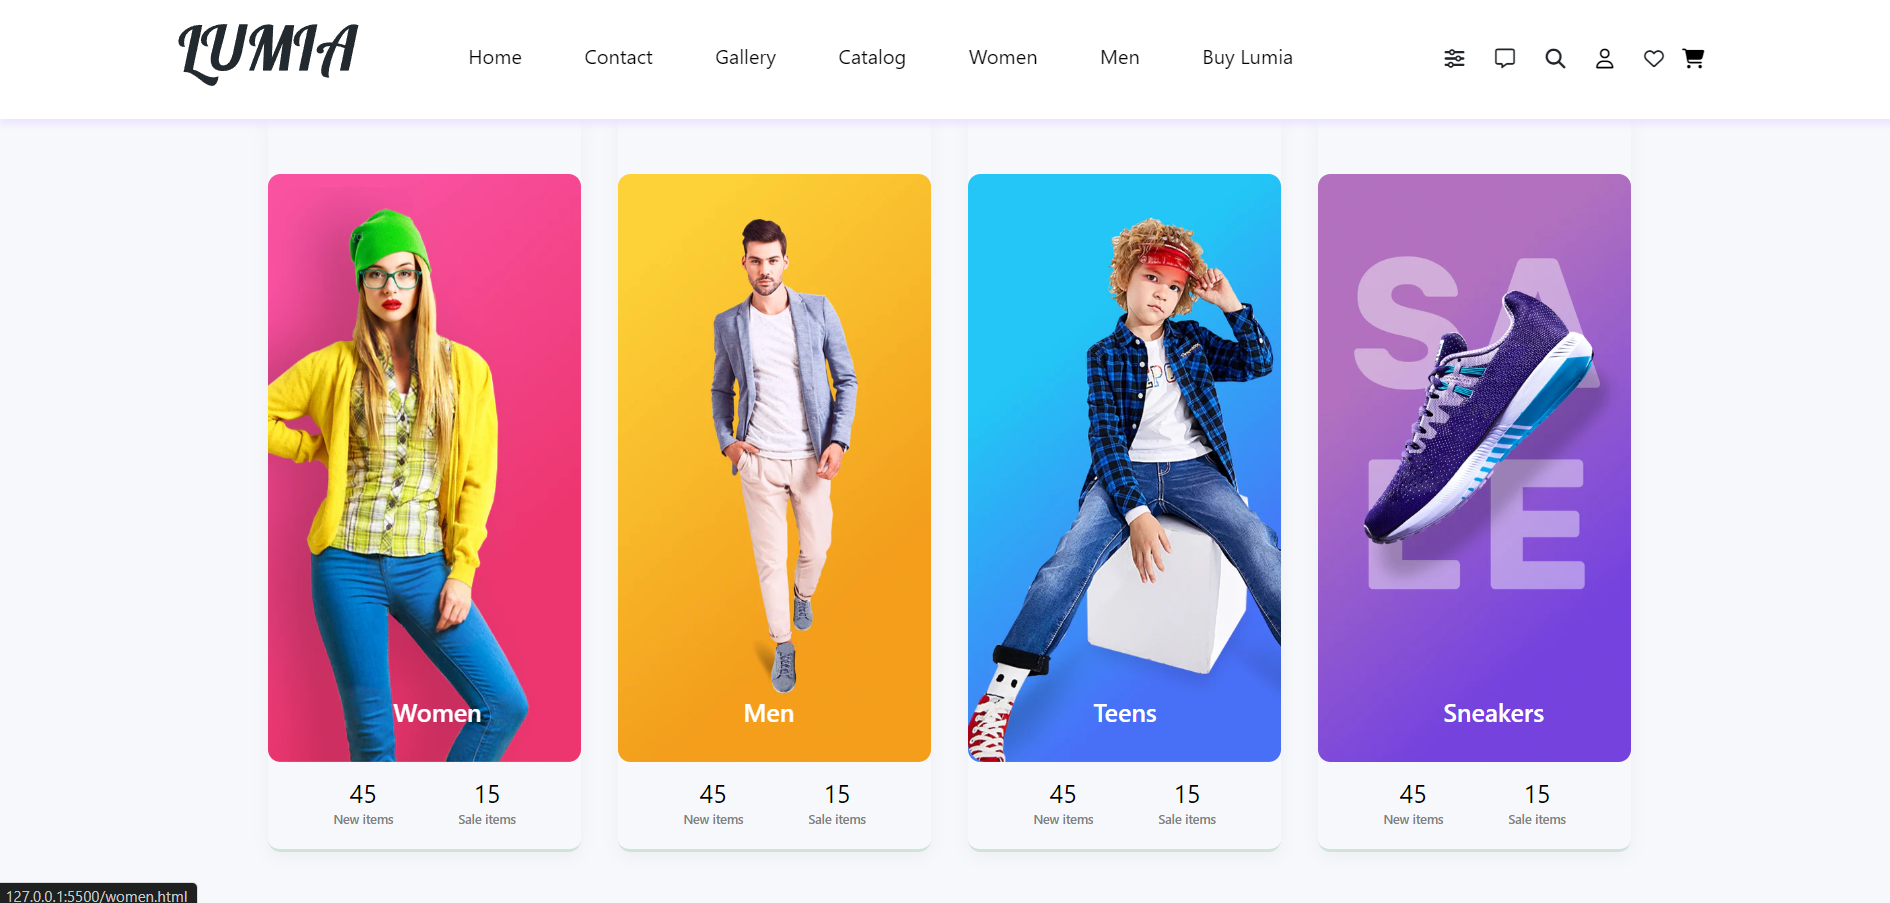 LUMIA
Home Contact Gallery Catalog Women Men Buy Lumia
SA
LE
Women Men Teens Sneakers
45 15 45 15 45 15 45 15
New items Sale items New items Sale items New items Sale items New items Sale items
127.0.0.1:5500/women.html